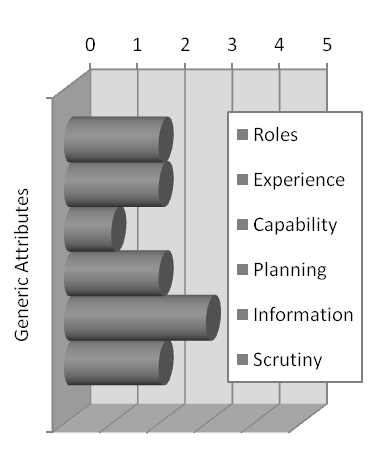 0 1 2 3 4 5
Roles
Experience
Capability
Planning
Information
Scrutiny
Generic Attributes